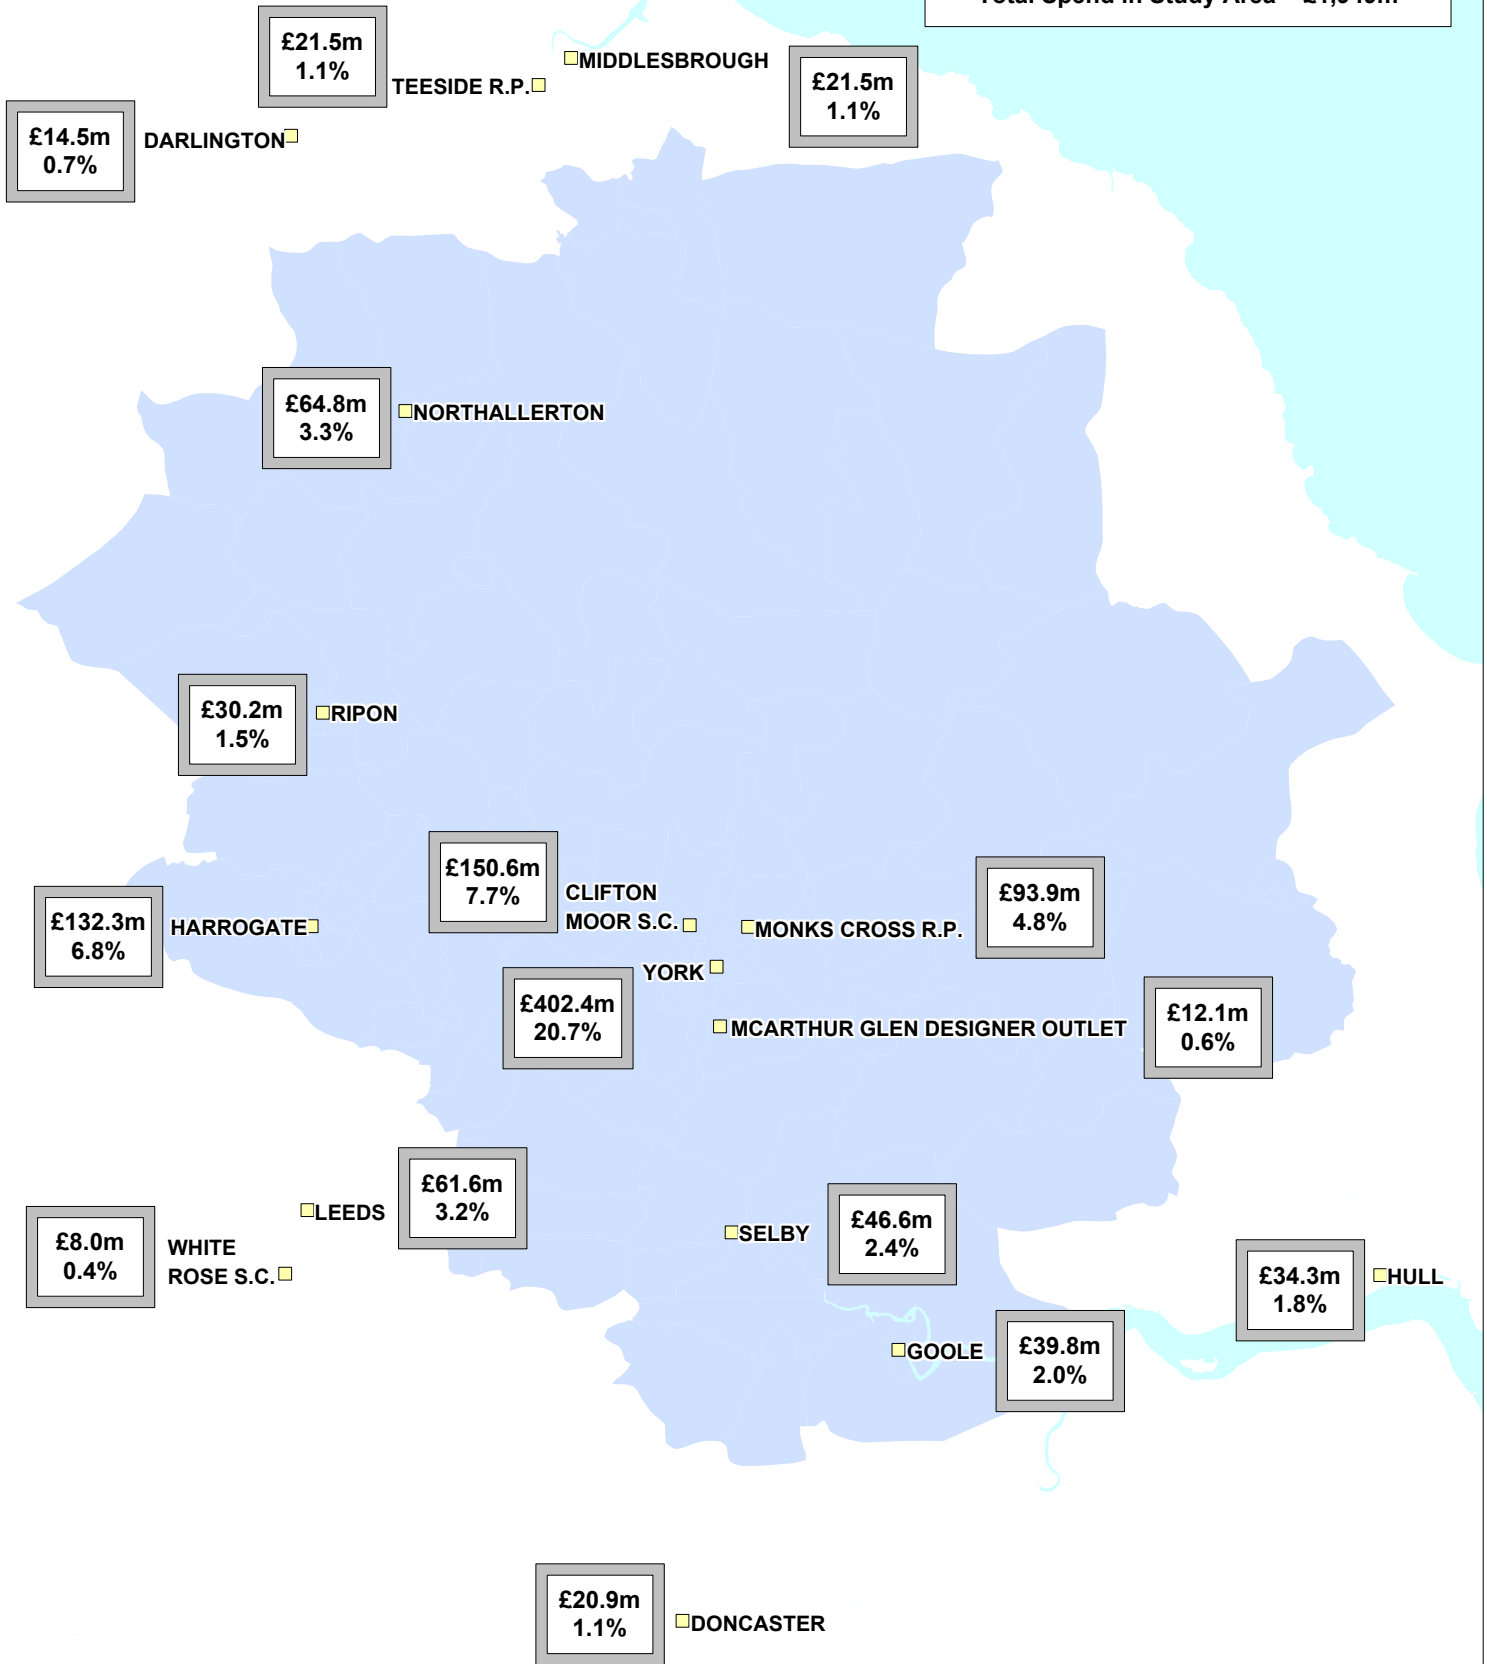 £21.5m
1.1%
MIDDLESBROUGH
TEESIDE R.P.
£21.5m
1.1%
£14.5m
0.7%
DARLINGTON
£64.8m
3.3%
NORTHALLERTON
£30.2m
1.5%
RIPON
£150.6m
7.7%
CLIFTON
MOOR S.C.
£93.9m
4.8%
MONKS CROSS R.P.
£132.3m
6.8%
HARROGATE
YORK
£402.4m
20.7%
MCARTHUR GLEN DESIGNER OUTLET
£12.1m
0.6%
£61.6m
3.2%
LEEDS
£8.0m
0.4%
WHITE
ROSE S.C.
SELBY
£46.6m
2.4%
£34.3m
1.8%
HULL
GOOLE
£39.8m
2.0%
£20.9m
1.1%
DONCASTER